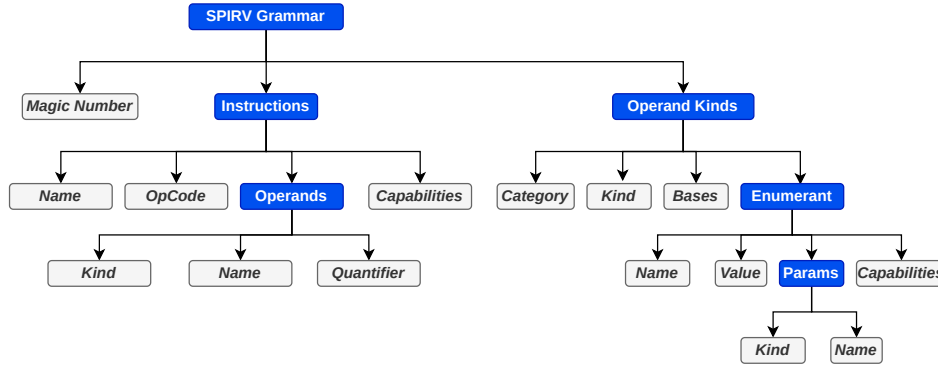 SPIRV Grammar
Magic Number
Instructions
Operand Kinds
Name
OpCode
Operands
Capabilities
Category
Kind
Bases
Enumerant
Kind
Name
Quantifier
Name
Value
Params
Capabilities
Kind
Name